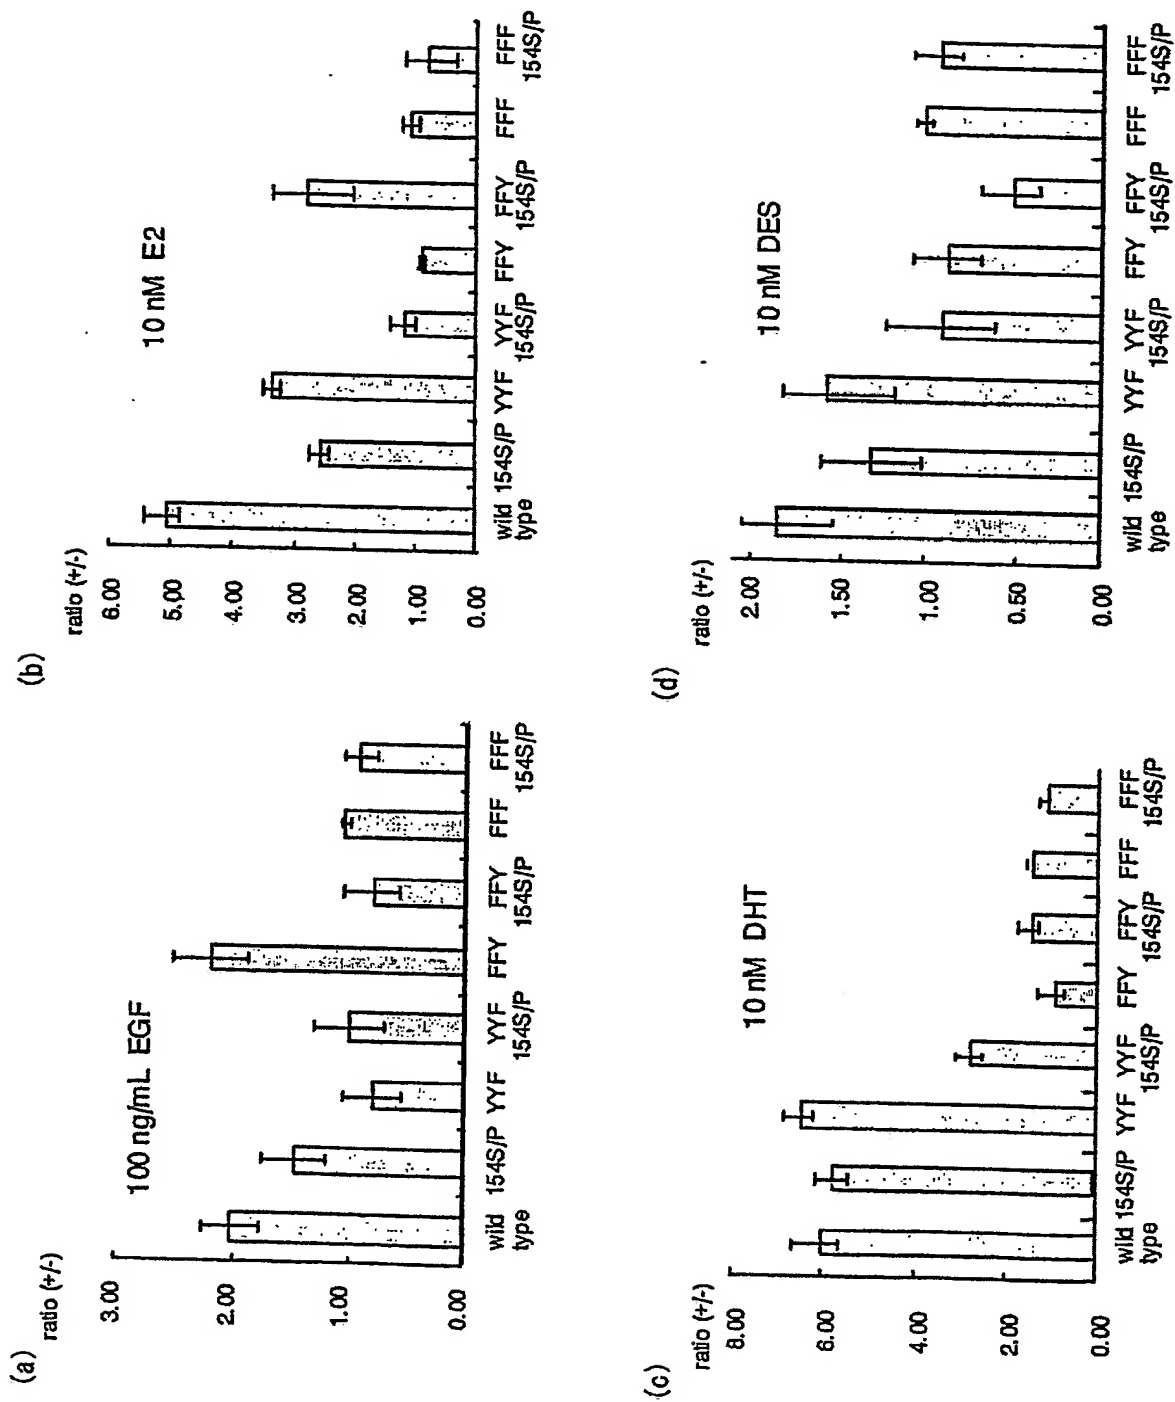 (a)
ratio (+/-)
100 ng/mL EGF
3.00
2.00
1.00
0.00
wild 154S/P YYF YYF FFY FFY FFF FFF
type 154S/P 154S/P 154S/P
(b)
ratio (+/-)
10 nM E2
6.00
5.00
4.00
3.00
2.00
1.00
0.00
wild 154S/P YYF YYF FFY FFY FFF FFF
type 154S/P 154S/P 154S/P
(c)
ratio (+/-)
10 nM DHT
8.00
6.00
4.00
2.00
0.00
wild 154S/P YYF YYF FFY FFY FFF FFF
type 154S/P 154S/P 154S/P
(d)
ratio (+/-)
10 nM DES
2.00
1.50
1.00
0.50
0.00
wild 154S/P YYF YYF FFY FFY FFF FFF
type 154S/P 154S/P 154S/P